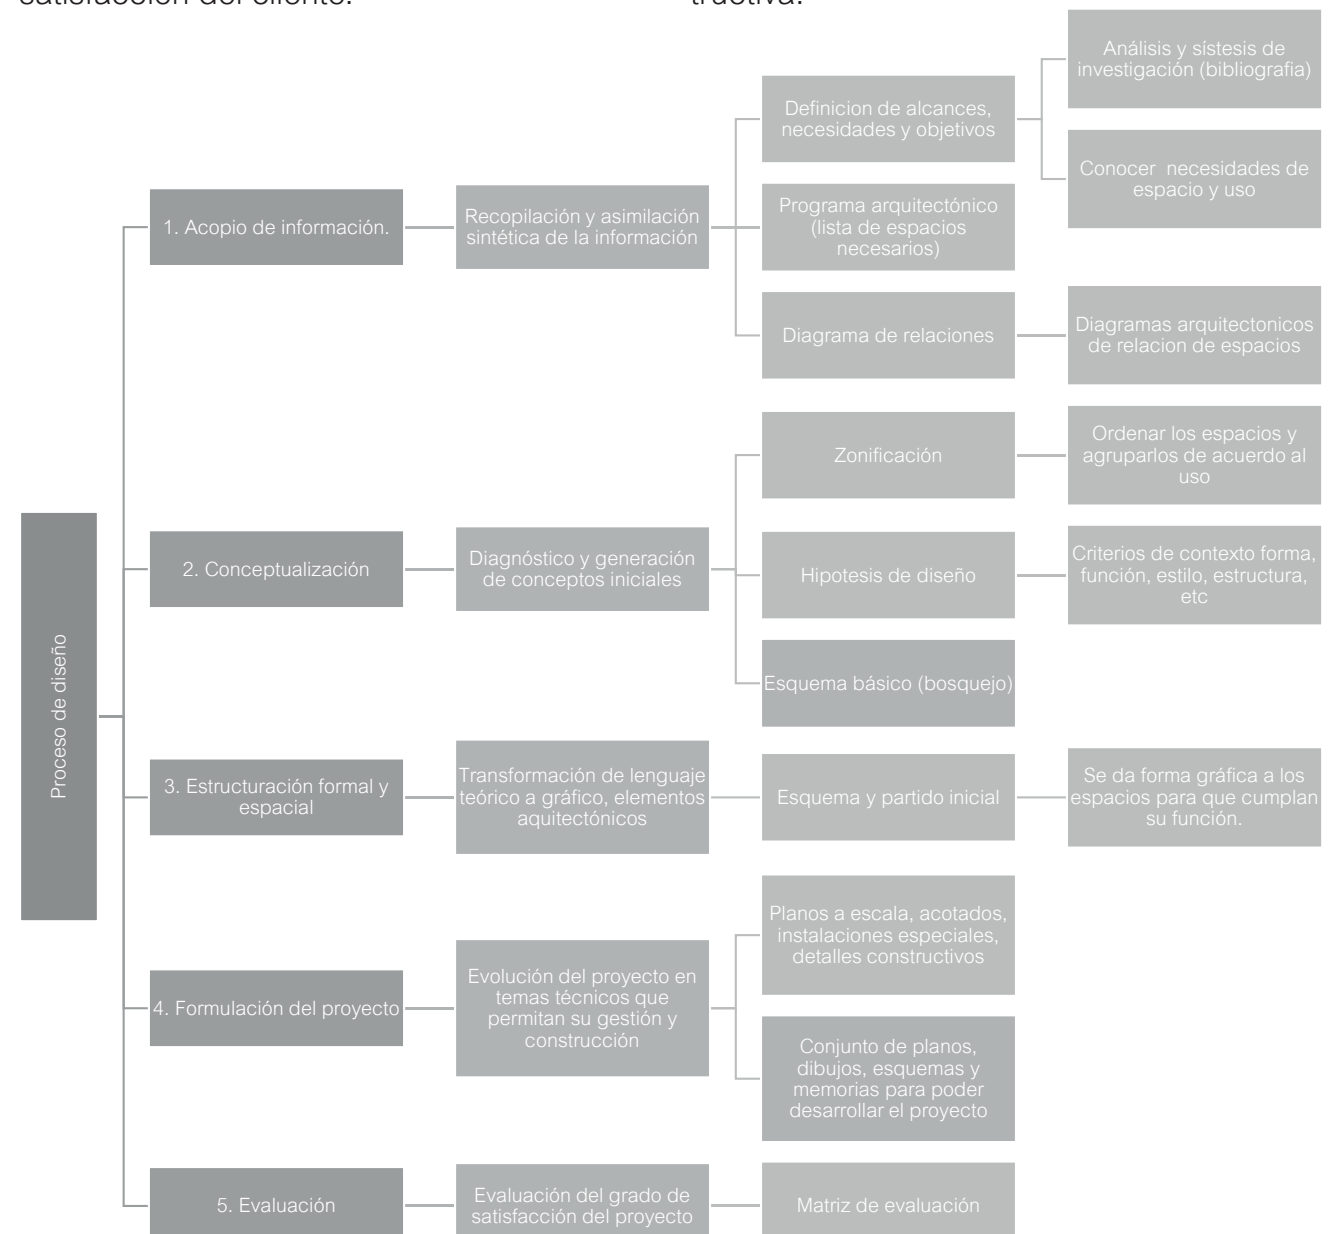 satisfacción del cliente.
tructiva.
Proceso de diseño
1. Acopio de información.
Recopilación y asimilación
sintética de la información
Definicion de alcances,
necesidades y objetivos
Análisis y sístesis de
investigación (bibliografia)
Conocer necesidades de
espacio y uso
Programa arquitectónico
(lista de espacios
necesarios)
Diagrama de relaciones
Diagramas arquitectonicos
de relacion de espacios
2. Conceptualización
Diagnóstico y generación
de conceptos iniciales
Zonificación
Ordenar los espacios y
agruparlos de acuerdo al
uso
Hipotesis de diseño
Criterios de contexto forma,
función, estilo, estructura,
etc
Esquema básico (bosquejo)
3. Estructuración formal y
espacial
Transformación de lenguaje
teórico a gráfico, elementos
aquitectónicos
Esquema y partido inicial
Se da forma gráfica a los
espacios para que cumplan
su función.
4. Formulación del proyecto
Evolución del proyecto en
temas técnicos que
permitan su gestión y
construcción
Planos a escala, acotados,
instalaciones especiales,
detalles constructivos
Conjunto de planos,
dibujos, esquemas y
memorias para poder
desarrollar el proyecto
5. Evaluación
Evaluación del grado de
satisfacción del proyecto
Matriz de evaluación